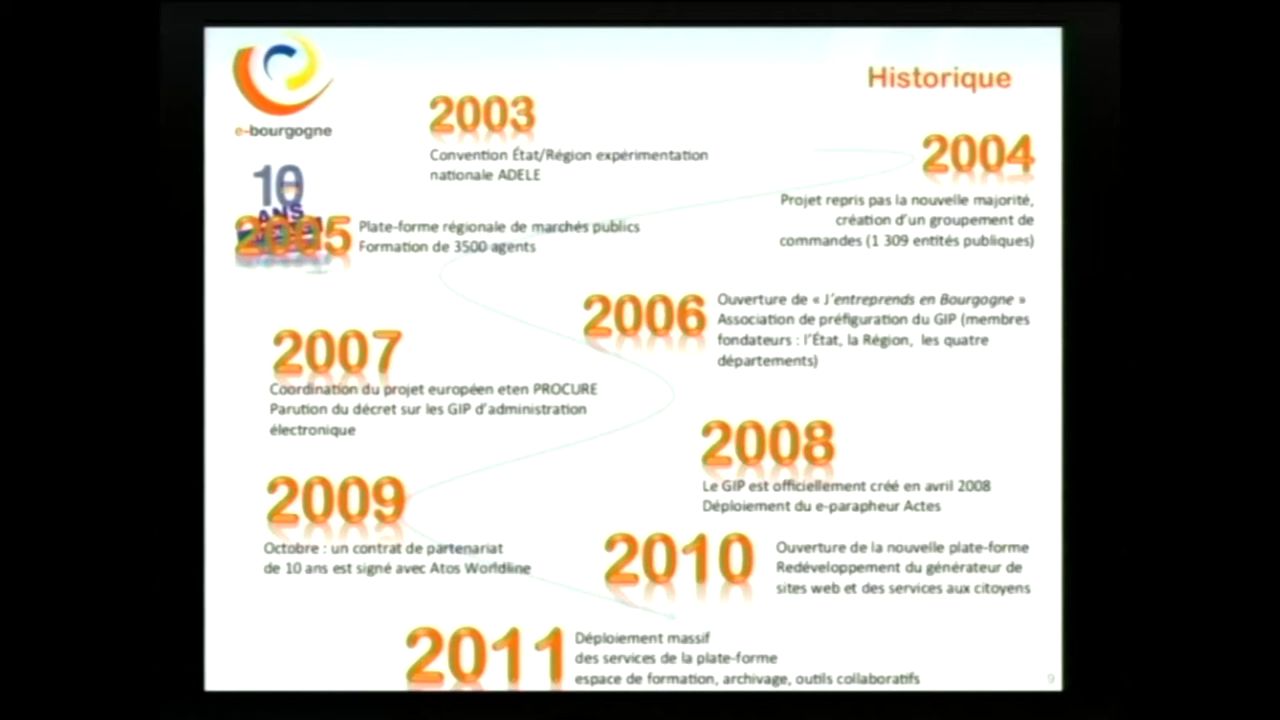 e-bourgogne
Historique
10
ANS
2003
Convention État/Région expérimentation
nationale ADELE
2004
Projet repris pas la nouvelle majorité,
création d'un groupement de
commandes (1 309 entités publiques)
2005
Plate-forme régionale de marchés publics
Formation de 3500 agents
2006
Ouverture de « J'entreprends en Bourgogne »
Association de préfiguration du GIP (membres
fondateurs : l'État, la Région, les quatre
départements)
2007
Coordination du projet européen eten PROCURE
Parution du décret sur les GIP d'administration
électronique
2008
Le GIP est officiellement créé en avril 2008
Déploiement du e-parapheur Actes
2009
Octobre : un contrat de partenariat
de 10 ans est signé avec Atos Worldline
2010
Ouverture de la nouvelle plate-forme
Redéveloppement du générateur de
sites web et des services aux citoyens
2011
Déploiement massif
des services de la plate-forme
espace de formation, archivage, outils collaboratifs
9